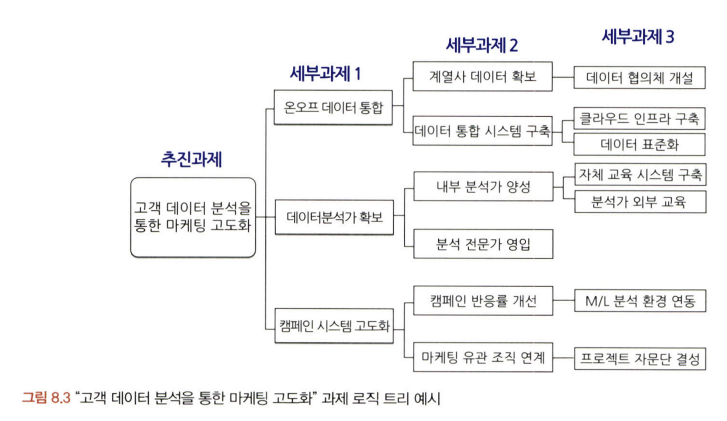 세부과제 3
세부과제 2
세부과제 1
계열사 데이터 확보
데이터 협의체 개설
온오프 데이터 통합
클라우드 인프라 구축
데이터 통합 시스템 구축
데이터 표준화
추진과제
자체 교육 시스템 구축
내부 분석가 양성
분석가 외부 교육
고객 데이터 분석을
통한 마케팅 고도화
데이터분석가 확보
분석 전문가 영입
캠페인 반응률 개선
M/L 분석 환경 연동
캠페인 시스템 고도화
마케팅 유관 조직 연계
프로젝트 자문단 결성
그림 8.3 “고객 데이터 분석을 통한 마케팅 고도화” 과제 로직 트리 예시